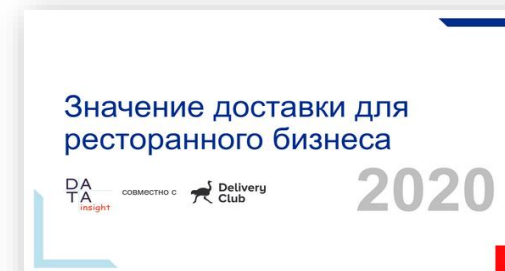 Значение доставки для
ресторанного бизнеса
DA
TA
insight
совместно с
Delivery
Club
2020